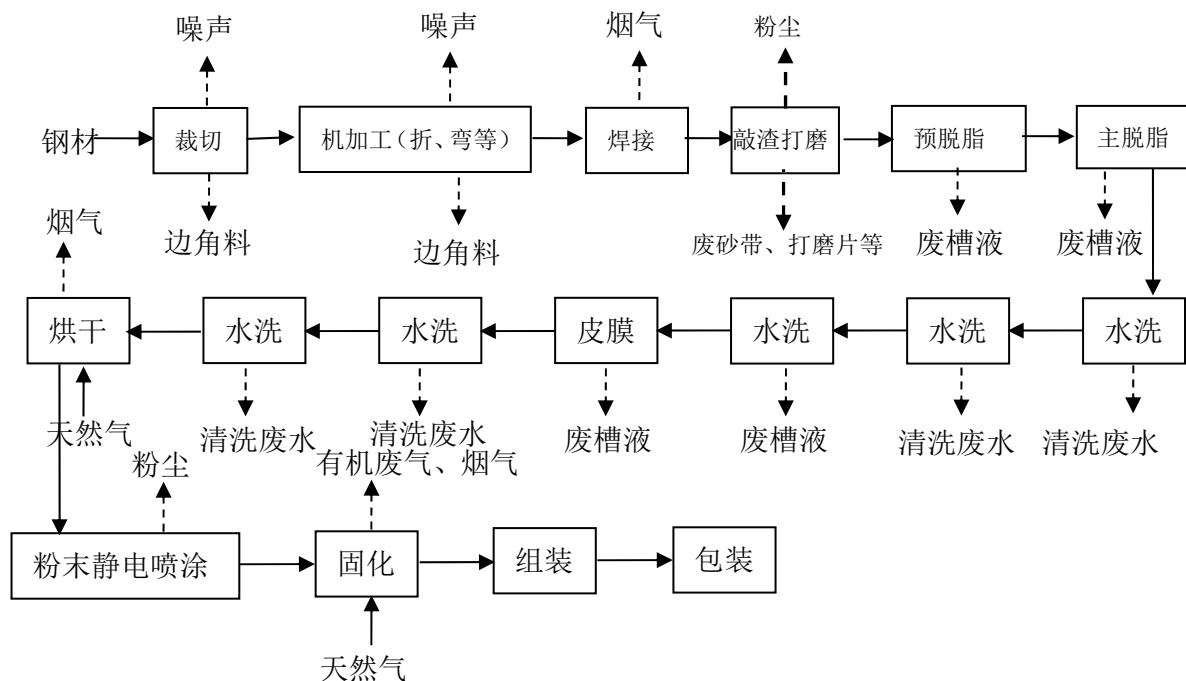 噪声
噪声
烟气
粉尘
钢材
裁切
机加工（折、弯等）
焊接
敲渣打磨
预脱脂
主脱脂
边角料
边角料
废砂带、打磨片等
废槽液
废槽液
烟气
烘干
水洗
水洗
皮膜
水洗
水洗
水洗
天然气
清洗废水
清洗废水
废槽液
废槽液
清洗废水
清洗废水
粉尘
有机废气、烟气
粉末静电喷涂
固化
组装
包装
天然气